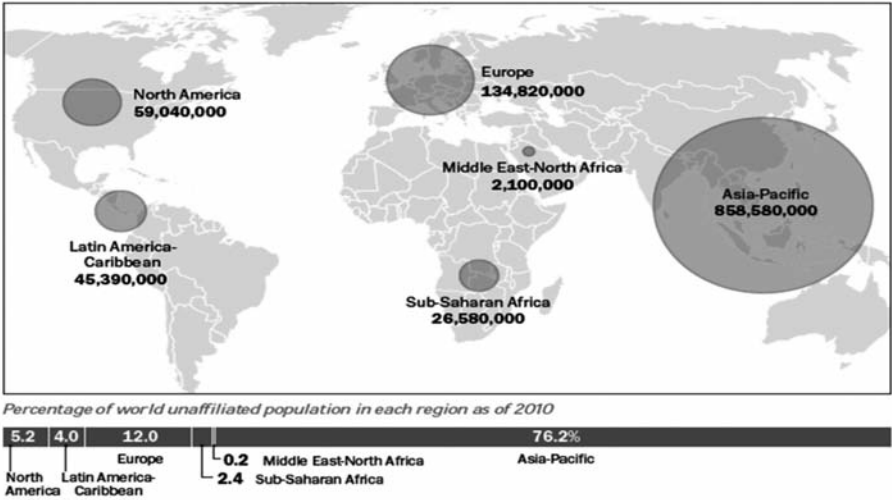 North America
59,040,000
Europe
134,820,000
Middle East-North Africa
2,100,000
Asia-Pacific
858,580,000
Latin America-
Caribbean
45,390,000
Sub-Saharan Africa
26,580,000
Percentage of world unaffiliated population in each region as of 2010
5.2 4.0 12.0 76.2%
Europe 0.2 Middle East-North Africa Asia-Pacific
North Latin America- 2.4 Sub-Saharan Africa
America Caribbean